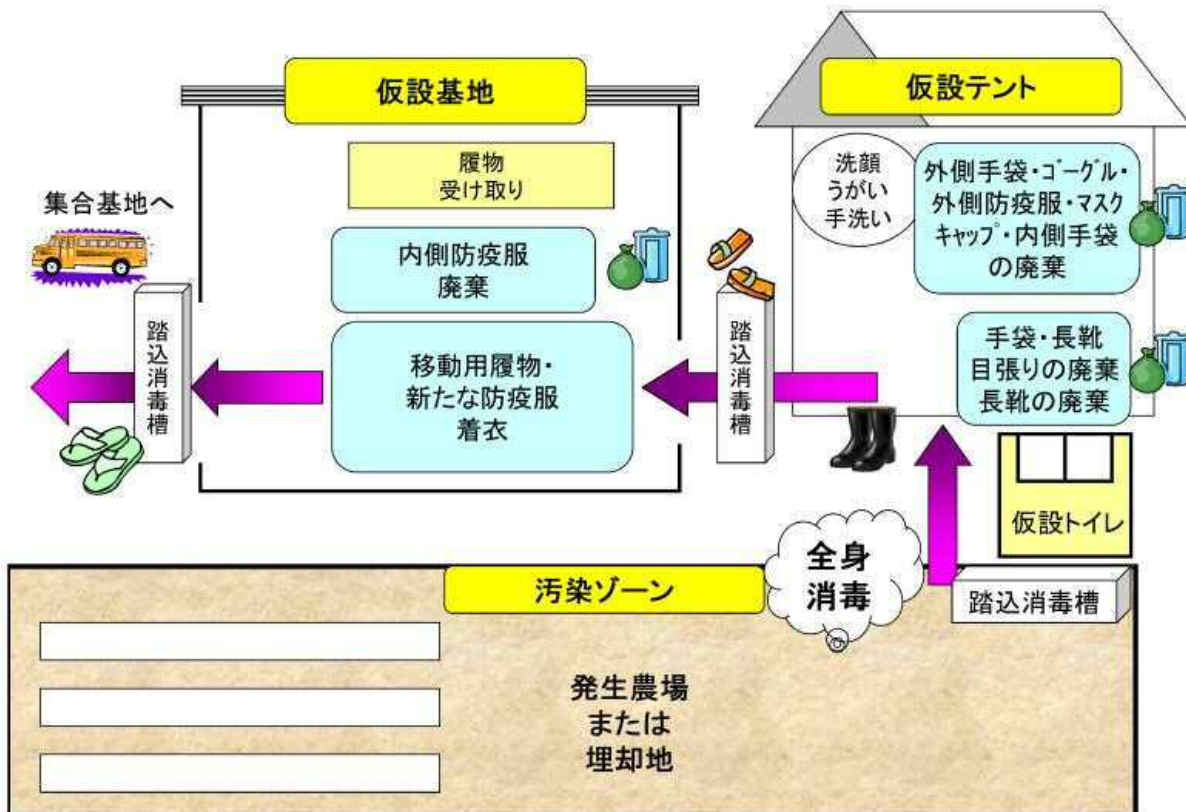 仮設基地
履物
受け取り
内側防疫服
廃棄
移動用履物・
新たな防疫服
着衣
集合基地へ
踏込消毒槽
踏込消毒槽
仮設テント
洗顔
うがい
手洗い
外側手袋・ｺﾞｰｸﾞﾙ・
外側防疫服・マスク
ｷｬｯﾌﾟ・内側手袋
の廃棄
手袋・長靴
目張りの廃棄
長靴の廃棄
仮設トイレ
全身
消毒
踏込消毒槽
汚染ゾーン
発生農場
または
埋却地